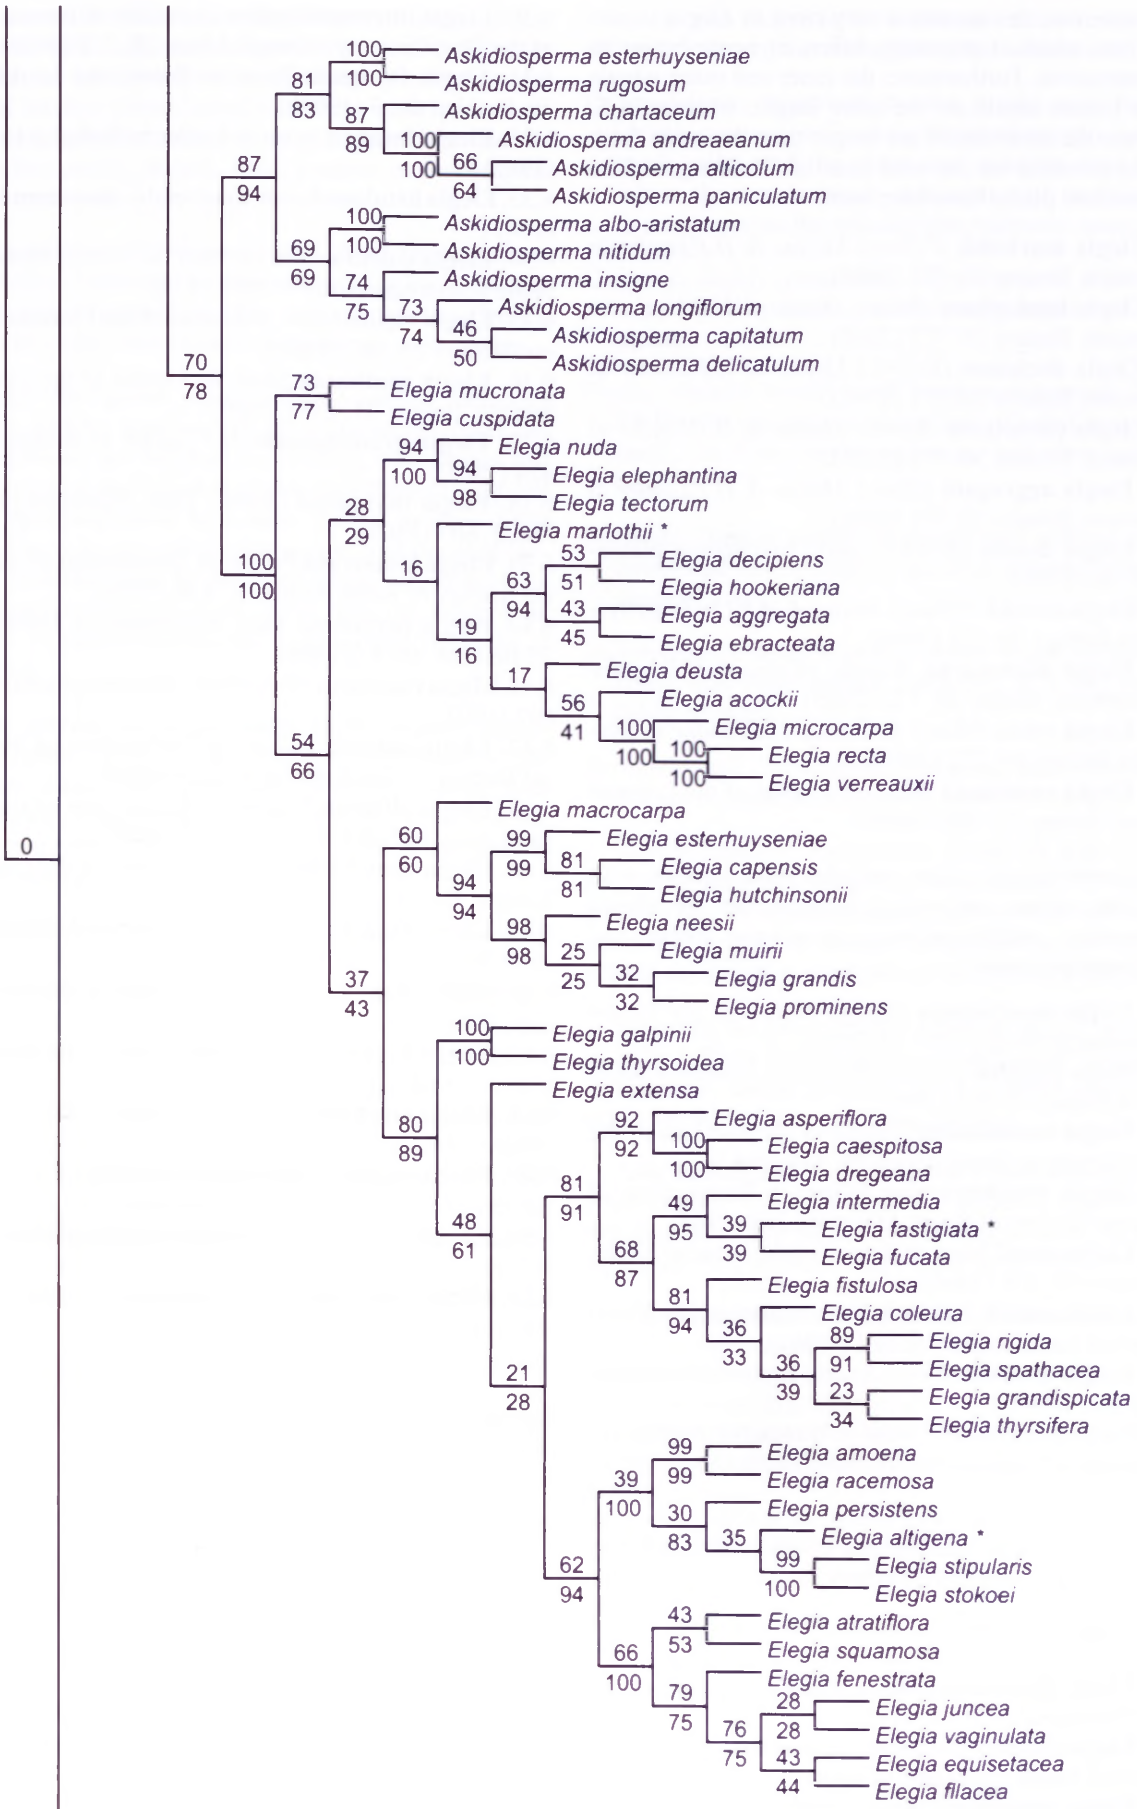 100
Askidiosperma esterhuyseniae
100
Askidiosperma rugosum
81
83
87
Askidiosperma chartaceum
89
100
Askidiosperma andreaeanum
100
66
Askidiosperma alticolum
64
Askidiosperma paniculatum
87
94
100
Askidiosperma albo-aristatum
100
Askidiosperma nitidum
69
69
74
Askidiosperma insigne
75
73
Askidiosperma longiflorum
74
46
Askidiosperma capitatum
50
Askidiosperma delicatulum
70
78
73
Elegia mucronata
77
Elegia cuspidata
94
Elegia nuda
100
94
Elegia elephantina
98
Elegia tectorum
28
29
Elegia marlothii *
16
53
Elegia decipiens
51
Elegia hookeriana
63
94
43
Elegia aggregata
45
Elegia ebracteata
100
100
19
16
17
Elegia deusta
56
Elegia acockii
41
100
Elegia microcarpa
100
100
Elegia recta
100
Elegia verreauxii
54
66
Elegia macrocarpa
60
60
99
Elegia esterhuyseniae
99
81
Elegia capensis
81
Elegia hutchinsonii
0
94
94
98
Elegia neesii
98
25
Elegia muirii
25
32
Elegia grandis
32
Elegia prominens
37
43
100
Elegia galpinii
100
Elegia thyrsoidea
Elegia extensa
80
89
92
Elegia asperiflora
92
100
Elegia caespitosa
100
Elegia dregeana
81
91
49
Elegia intermedia
95
39
Elegia fastigiata *
39
Elegia fucata
48
61
68
87
81
Elegia fistulosa
94
36
Elegia coleura
33
89
Elegia rigida
91
Elegia spathacea
36
39
23
Elegia grandispicata
34
Elegia thyrsifera
21
28
99
Elegia amoena
99
Elegia racemosa
39
100
30
Elegia persistens
83
35
Elegia altigena *
99
Elegia stipularis
100
Elegia stokoei
62
94
43
Elegia atratiflora
53
Elegia squamosa
66
100
79
Elegia fenestrata
75
28
Elegia juncea
28
Elegia vaginulata
76
75
43
Elegia equisetacea
44
Elegia filacea